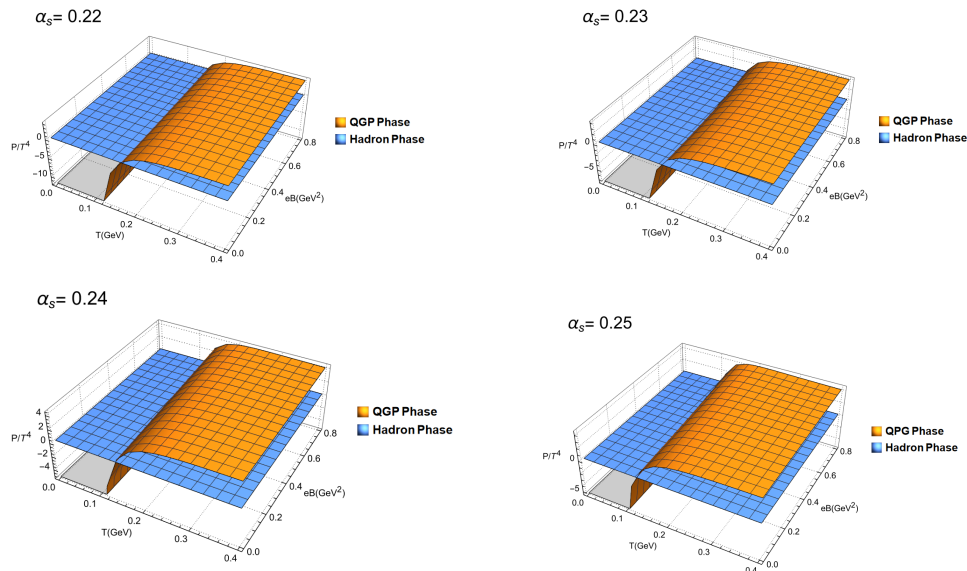 αs= 0.22
QGP Phase
Hadron Phase
P/T⁴
0
−5
−10
0.0
0.1
0.2
0.3
0.4
T(GeV)
0.0
0.2
0.4
0.6
0.8
eB(GeV²)
αs= 0.23
QGP Phase
Hadron Phase
P/T⁴
0
−5
0.0
0.1
0.2
0.3
0.4
T(GeV)
0.0
0.2
0.4
0.6
0.8
eB(GeV²)
αs= 0.24
QGP Phase
Hadron Phase
P/T⁴
4
2
0
−2
−4
0.0
0.1
0.2
0.3
0.4
T(GeV)
0.0
0.2
0.4
0.6
0.8
eB(GeV²)
αs= 0.25
QPG Phase
Hadron Phase
P/T⁴
0
−5
0.0
0.1
0.2
0.3
0.4
T(GeV)
0.0
0.2
0.4
0.6
0.8
eB(GeV²)